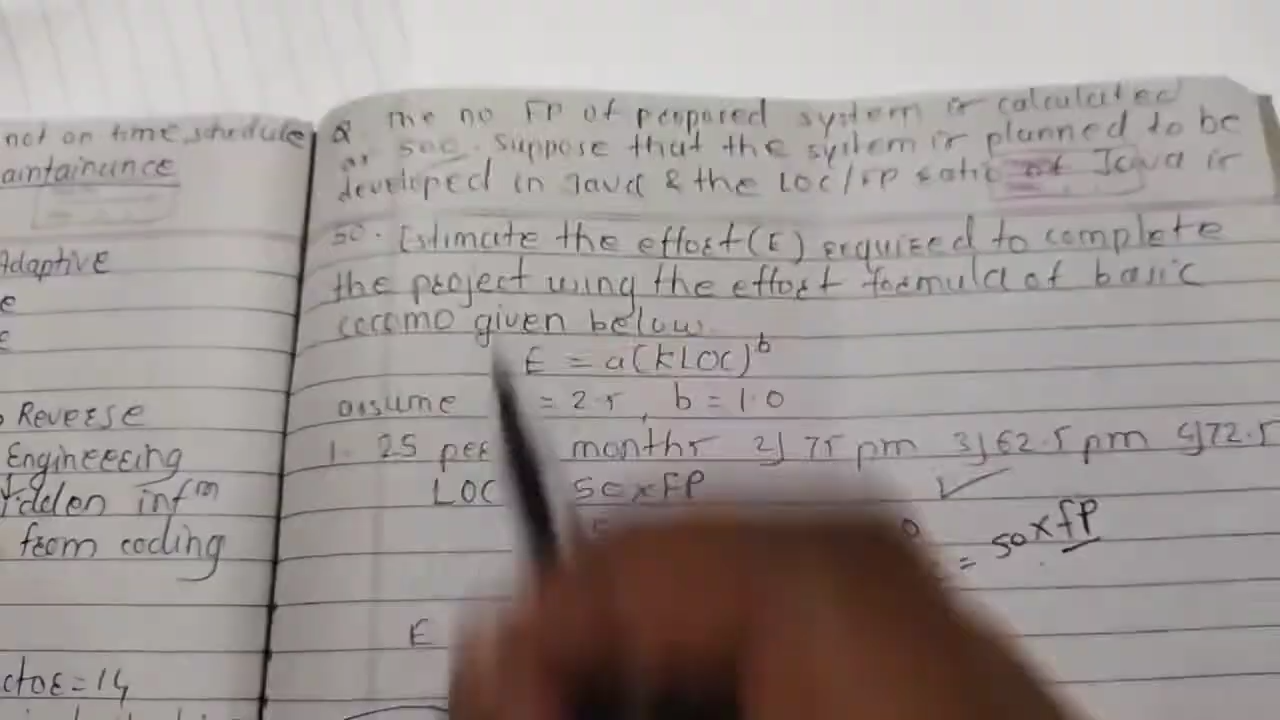 not on time, schedule
aintainance
Adaptive
e
e
Reverse
Engineering
hidden infm
from coding
ctor = 14
Q The no FP of proposed system is calculated
as 500. Suppose that the system is planned to be
developed in Java & the LOC/FP ratio of Java is
50. Estimate the effort(E) required to complete
the project using the effort formula of basic
cocomo given below.
E = a(KLOC)^b
assume = 2.5, b = 1.0
1. 25 per months 2) 75 pm 3) 62.5 pm 4) 72.5
LOC 50xFP
= 50xfP
E